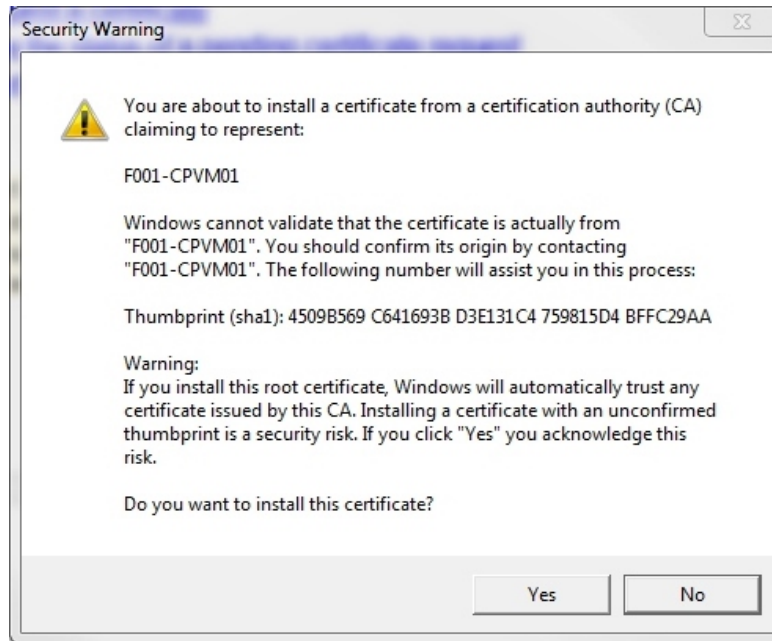 Security Warning
You are about to install a certificate from a certification authority (CA)
claiming to represent:
F001-CPVM01
Windows cannot validate that the certificate is actually from
"F001-CPVM01". You should confirm its origin by contacting
"F001-CPVM01". The following number will assist you in this process:
Thumbprint (sha1): 4509B569 C641693B D3E131C4 759815D4 BFFC29AA
Warning:
If you install this root certificate, Windows will automatically trust any
certificate issued by this CA. Installing a certificate with an unconfirmed
thumbprint is a security risk. If you click "Yes" you acknowledge this
risk.
Do you want to install this certificate?
Yes
No